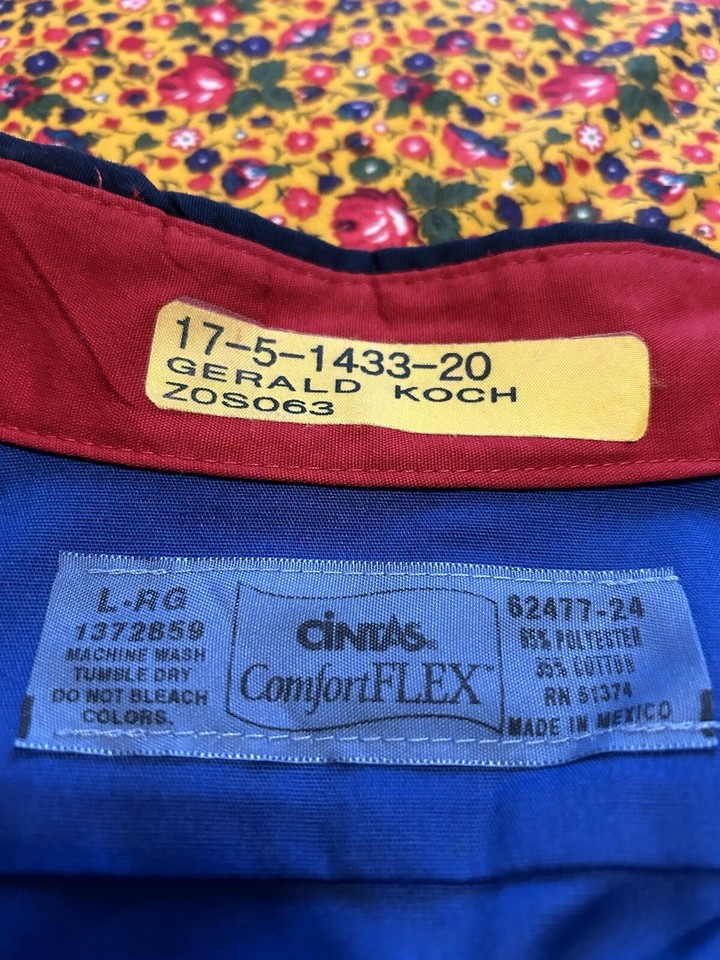 17-5-1433-20
GERALD KOCH
ZOS063
L-RG
1372859
MACHINE WASH
TUMBLE DRY
DO NOT BLEACH
COLORS.
CINTAS.
ComfortFLEX™
62477-24
65% POLYESTER
35% COTTON
RN 61374
MADE IN MEXICO